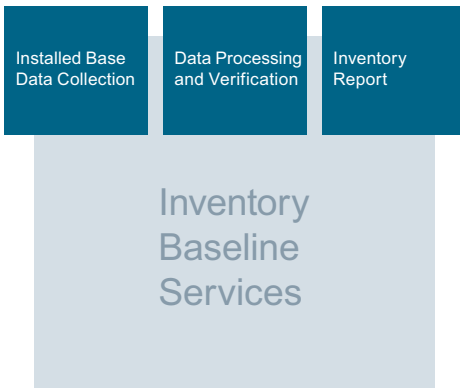 Installed Base
Data Collection
Data Processing
and Verification
Inventory
Report
Inventory
Baseline
Services